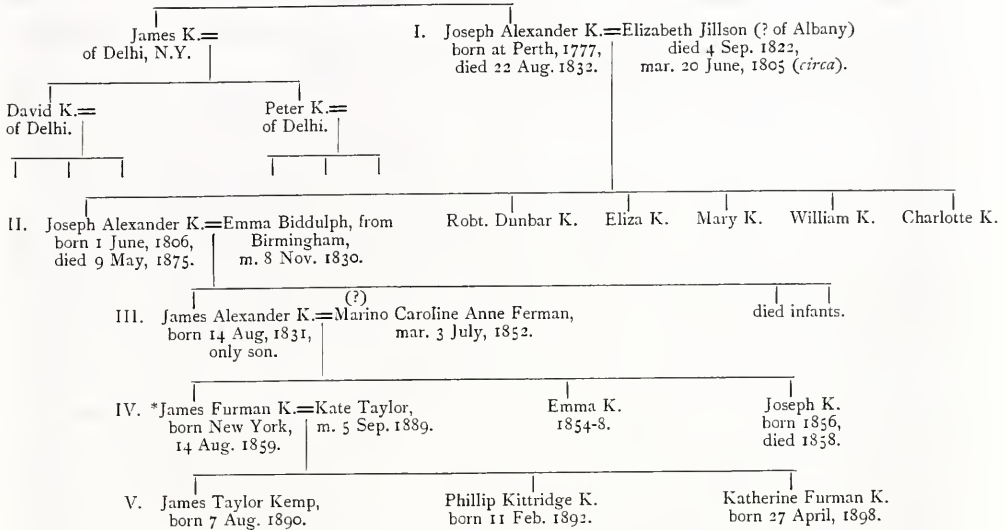 James K.=
of Delhi, N.Y.
I. Joseph Alexander K.=Elizabeth Jillson (? of Albany)
born at Perth, 1777,
died 22 Aug. 1832.
died 4 Sep. 1822,
mar. 20 June, 1805 (circa).
David K.=
of Delhi.
Peter K.=
of Delhi.
II. Joseph Alexander K.=Emma Biddulph, from
born 1 June, 1806,
died 9 May, 1875.
Birmingham,
m. 8 Nov. 1830.
Robt. Dunbar K.
Eliza K.
Mary K.
William K.
Charlotte K.
(?)
III. James Alexander K.=Marino Caroline Anne Ferman,
born 14 Aug, 1831,
only son.
mar. 3 July, 1852.
died infants.
IV. *James Furman K.=Kate Taylor,
born New York,
14 Aug. 1859.
m. 5 Sep. 1889.
Emma K.
1854-8.
Joseph K.
born 1856,
died 1858.
V. James Taylor Kemp,
born 7 Aug. 1890.
Phillip Kittridge K.
born 11 Feb. 1892.
Katherine Furman K.
born 27 April, 1898.